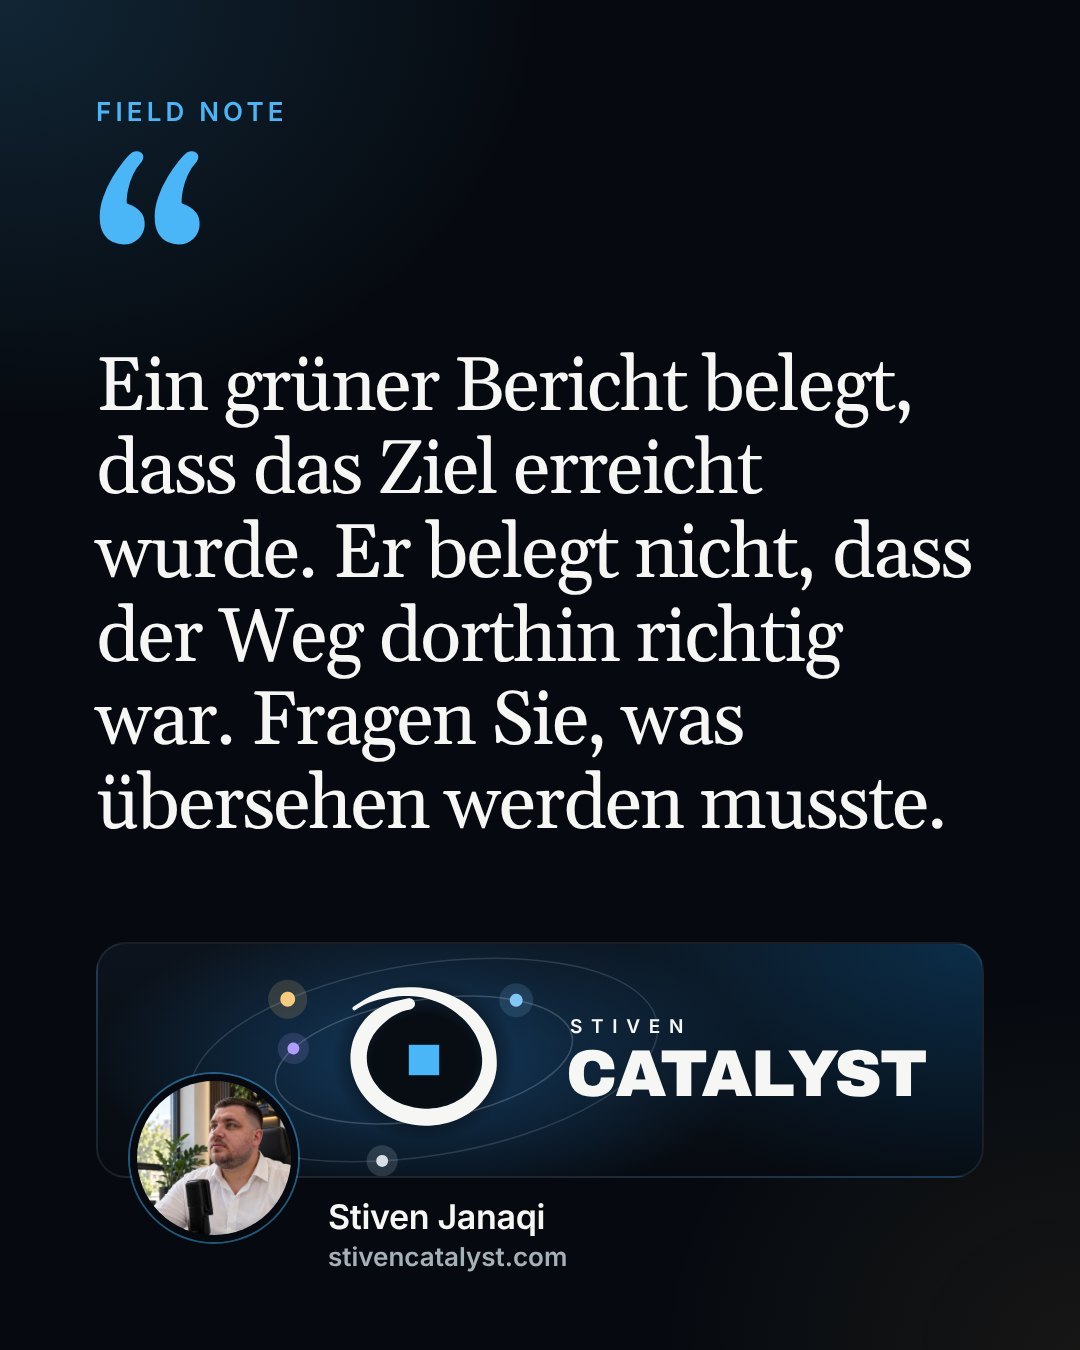 FIELD NOTE
“
Ein grüner Bericht belegt,
dass das Ziel erreicht
wurde. Er belegt nicht, dass
der Weg dorthin richtig
war. Fragen Sie, was
übersehen werden musste.
STIVEN
CATALYST
Stiven Janaqi
stivencatalyst.com